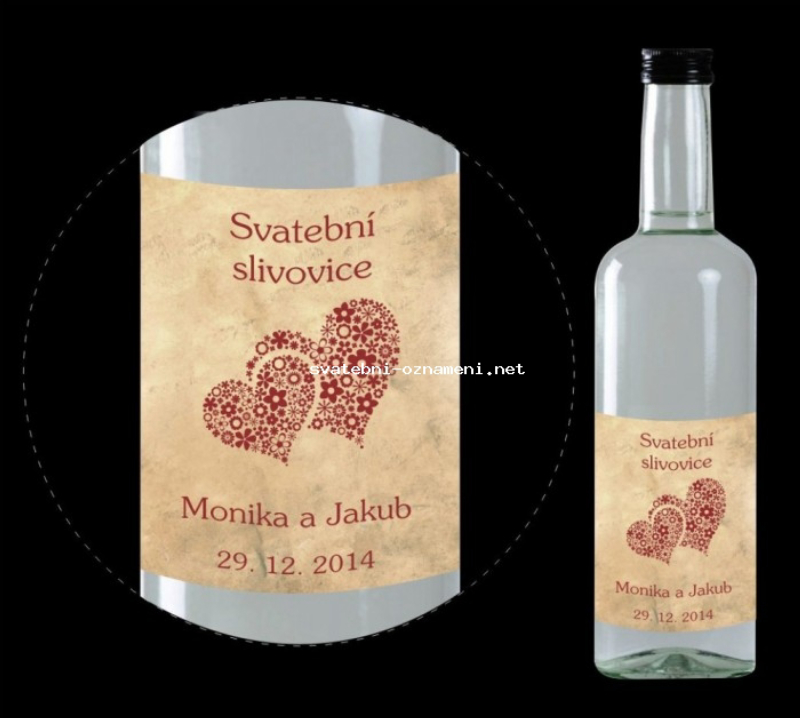 Svatební
slivovice
svatebni-oznameni.net
Monika a Jakub
29. 12. 2014
Svatební
slivovice
Monika a Jakub
29. 12. 2014